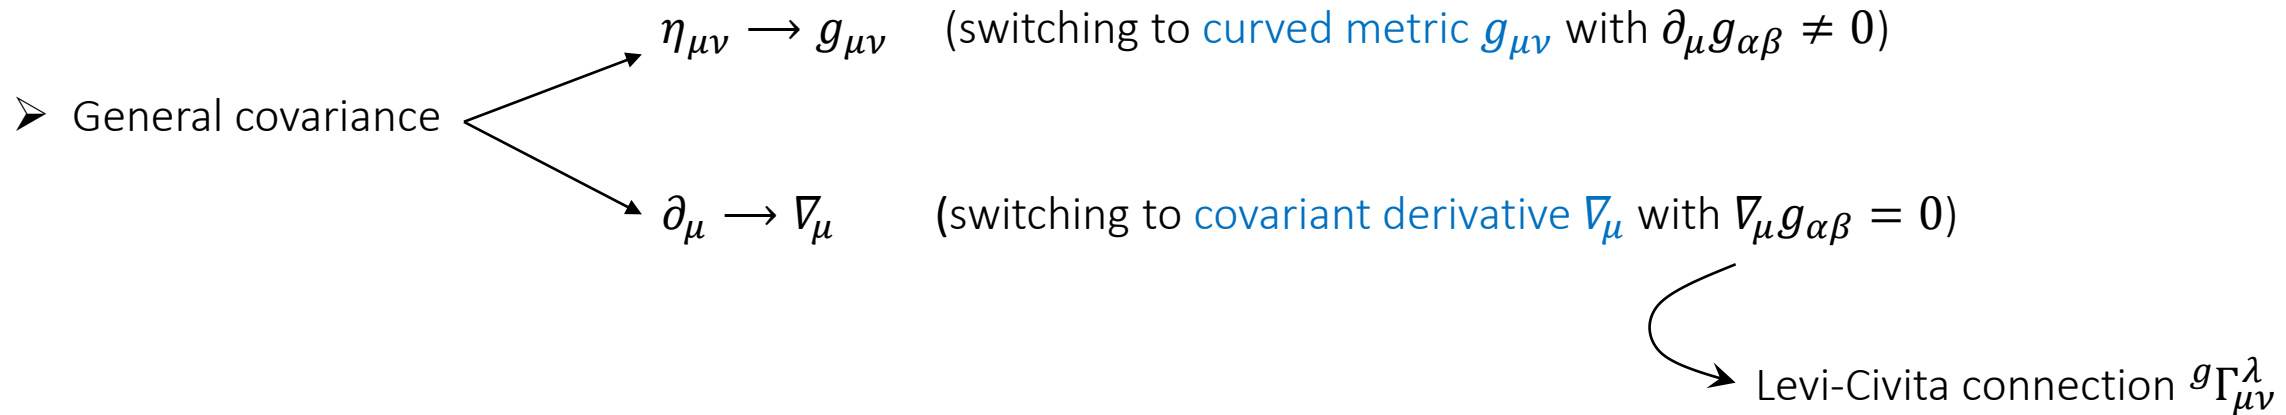 η_μν ⟶ g_μν (switching to curved metric g_μν with ∂_μ g_αβ ≠ 0)
➢ General covariance
∂_μ ⟶ ∇_μ (switching to covariant derivative ∇_μ with ∇_μ g_αβ = 0)
Levi-Civita connection ^gΓ^λ_μν